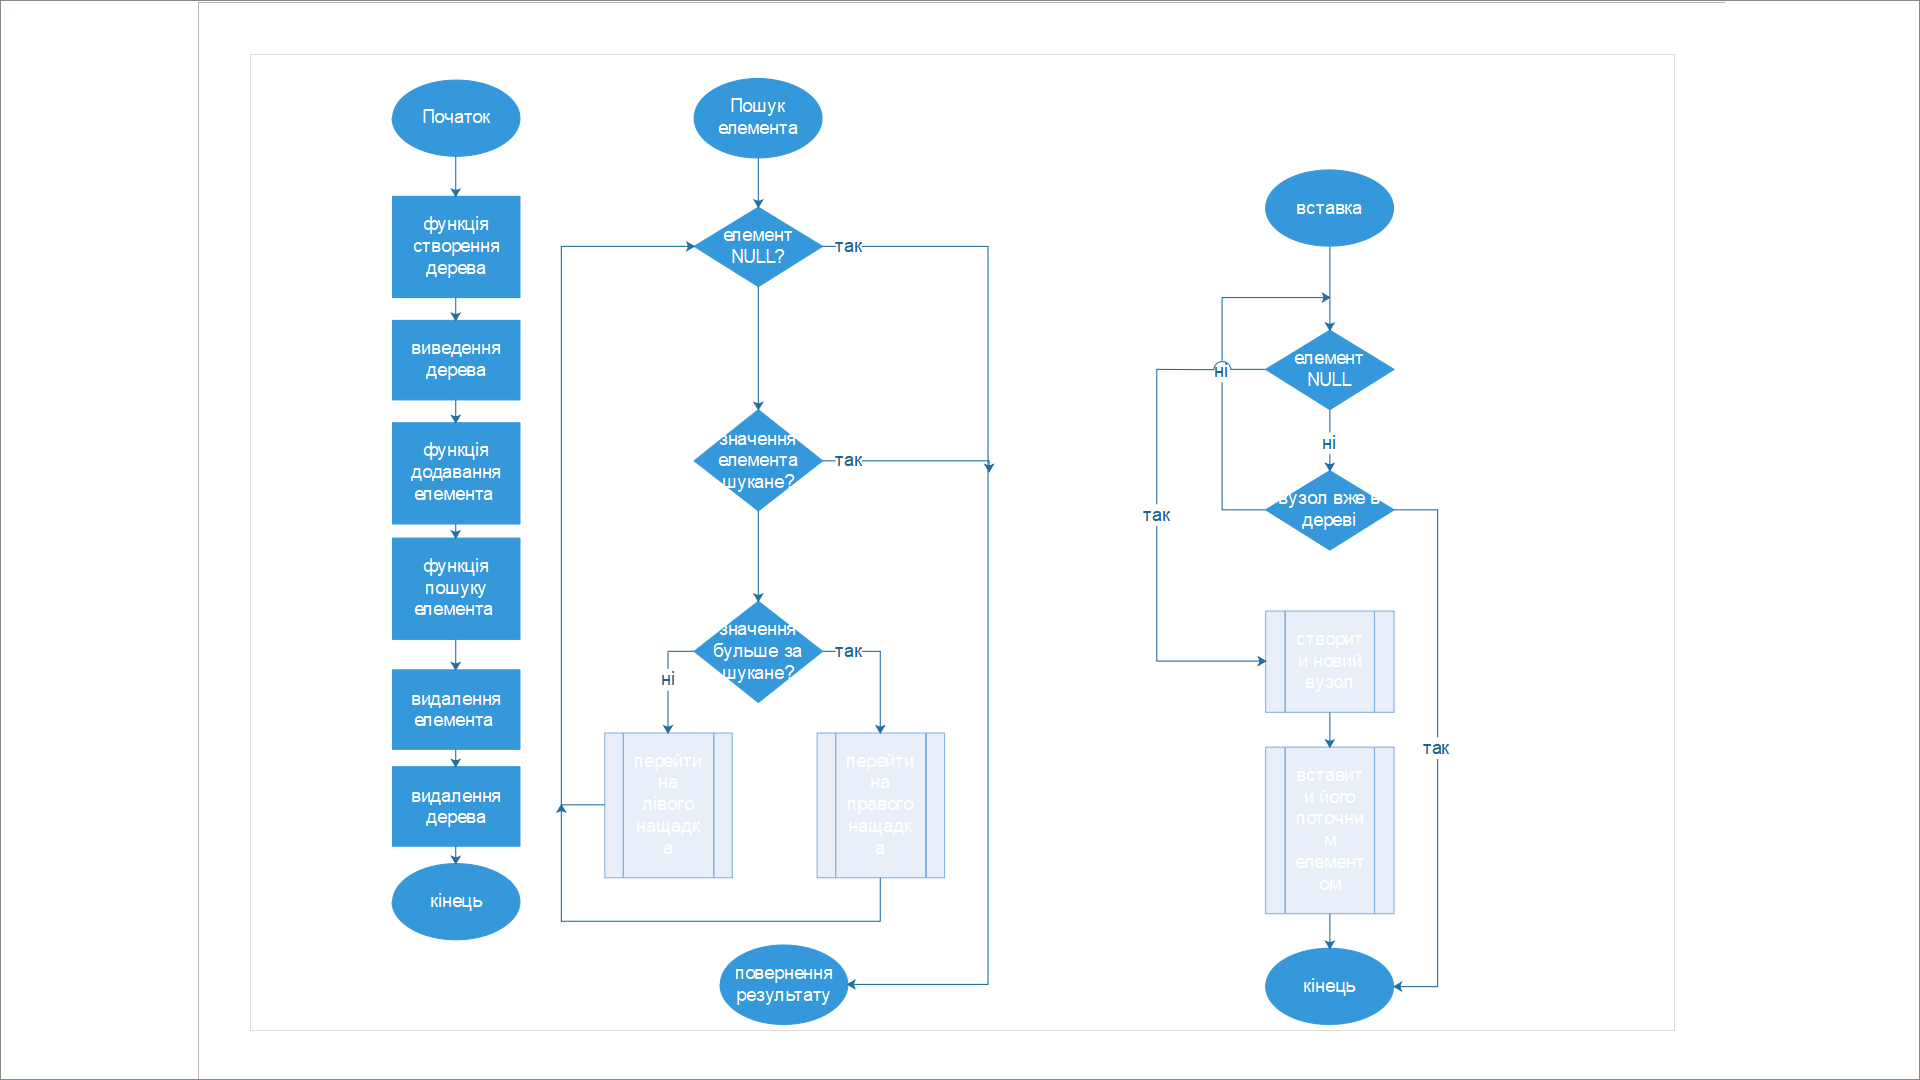 Початок
функція
створення
дерева
виведення
дерева
функція
додавання
елемента
функція
пошуку
елемента
видалення
елемента
видалення
дерева
кінець
Пошук
елемента
елемент
NULL?
так
значення
елемента
шукане?
так
значення
бульше за
шукане?
так
ні
перейти
на
лівого
нащадк
а
перейти
на
правого
нащадк
а
повернення
результату
вставка
елемент
NULL
ні
ні
вузол вже в
дереві
так
створит
и новий
вузол
так
вставит
и його
поточни
м
елемент
ом
кінець